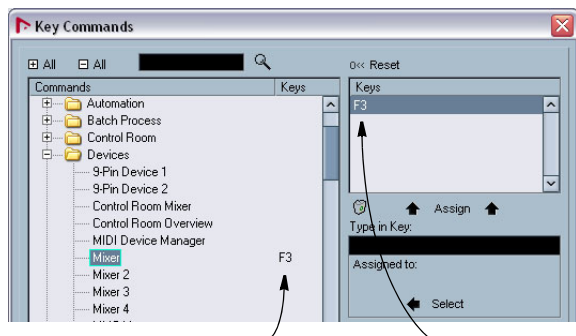 Key Commands
All All
0<< Reset
Commands Keys
Automation
Batch Process
Control Room
Devices
9-Pin Device 1
9-Pin Device 2
Control Room Mixer
Control Room Overview
MIDI Device Manager
Mixer F3
Mixer 2
Mixer 3
Mixer 4
Keys
F3
Assign
Type in Key:
Assigned to:
Select